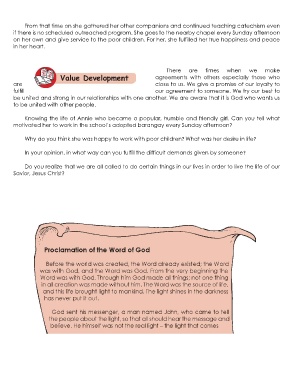 From that time on she gathered her other companions and continued teaching catechism even
if there is no scheduled outreached program. She goes to the nearby chapel every Sunday afternoon
on her own and give service to the poor children. For her, she fulfilled her true happiness and peace
in her heart.
Value Development
There are times when we make
agreements with others especially those who are
close to us. We give a promise of our loyalty to fulfill
our agreement to someone. We try our best to
be united and strong in our relationships with one another. We are aware that it is God who wants us
to be united with other people.
Knowing the life of Annie who became a popular, humble and friendly girl. Can you tell what
motivated her to work in the school's adopted barangay every Sunday afternoon?
Why do you think she was happy to work with poor children? What was her desire in life?
In your opinion, in what way can you fulfil the difficult demands given by someone?
Do you realize that we are all called to do certain things in our lives in order to live the life of our
Savior, Jesus Christ?
Proclamation of the Word of God
Before the world was created, the Word already existed; the Word
was with God, and the Word was God. From the very beginning the
Word was with God. Through him God made all things; not one thing
in all creation was made without him. The Word was the source of life,
and this life brought light to mankind. The light shines in the darkness
has never put it out.
God sent his messenger, a man named John, who came to tell
the people about the light, so that all should hear the message and
believe. He himself was not the real light – the light that comes